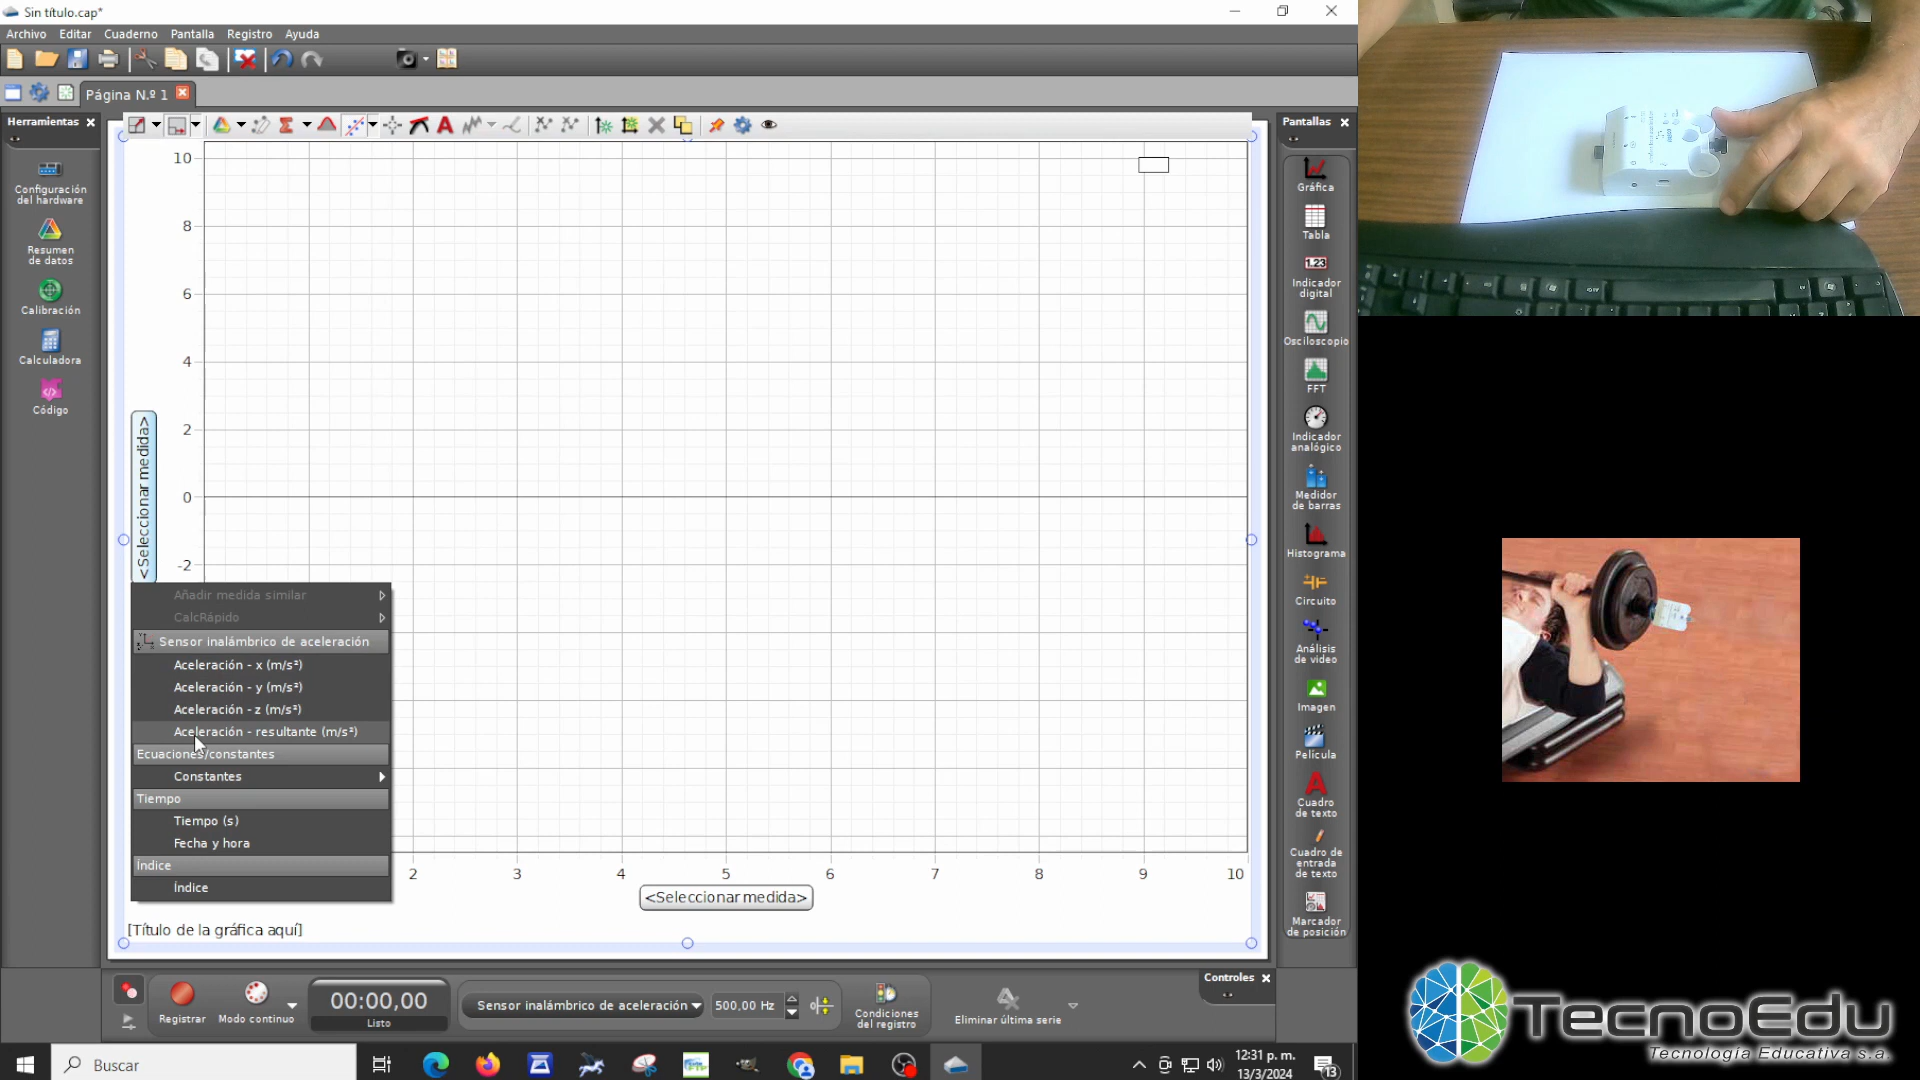 Sin título.cap*
Archivo Editar Cuaderno Pantalla Registro Ayuda
Página N.º 1
Herramientas
Configuración
del hardware
Resumen
de datos
Calibración
Calculadora
Código
10
8
6
4
2
0
-2
<Seleccionar medida>
Añadir medida similar
CalcRápido
Sensor inalámbrico de aceleración
Aceleración - x (m/s²)
Aceleración - y (m/s²)
Aceleración - z (m/s²)
Aceleración - resultante (m/s²)
Ecuaciones/constantes
Constantes
Tiempo
Tiempo (s)
Fecha y hora
Índice
Índice
2 3 4 5 6 7 8 9 10
<Seleccionar medida>
[Título de la gráfica aquí]
Pantallas
Gráfica
Tabla
1.23
Indicador
digital
Osciloscopio
FFT
Indicador
analógico
Medidor
de barras
Histograma
Circuito
Análisis
de video
Imagen
Película
Cuadro
de texto
Cuadro de
entrada
de texto
Marcador
de posición
Registrar
Modo continuo
00:00,00
Listo
Sensor inalámbrico de aceleración
500,00 Hz
Condiciones
del registro
Eliminar última serie
Controles
Buscar
12:31 p. m.
13/3/2024
13
TecnoEdu
Tecnología Educativa s.a.